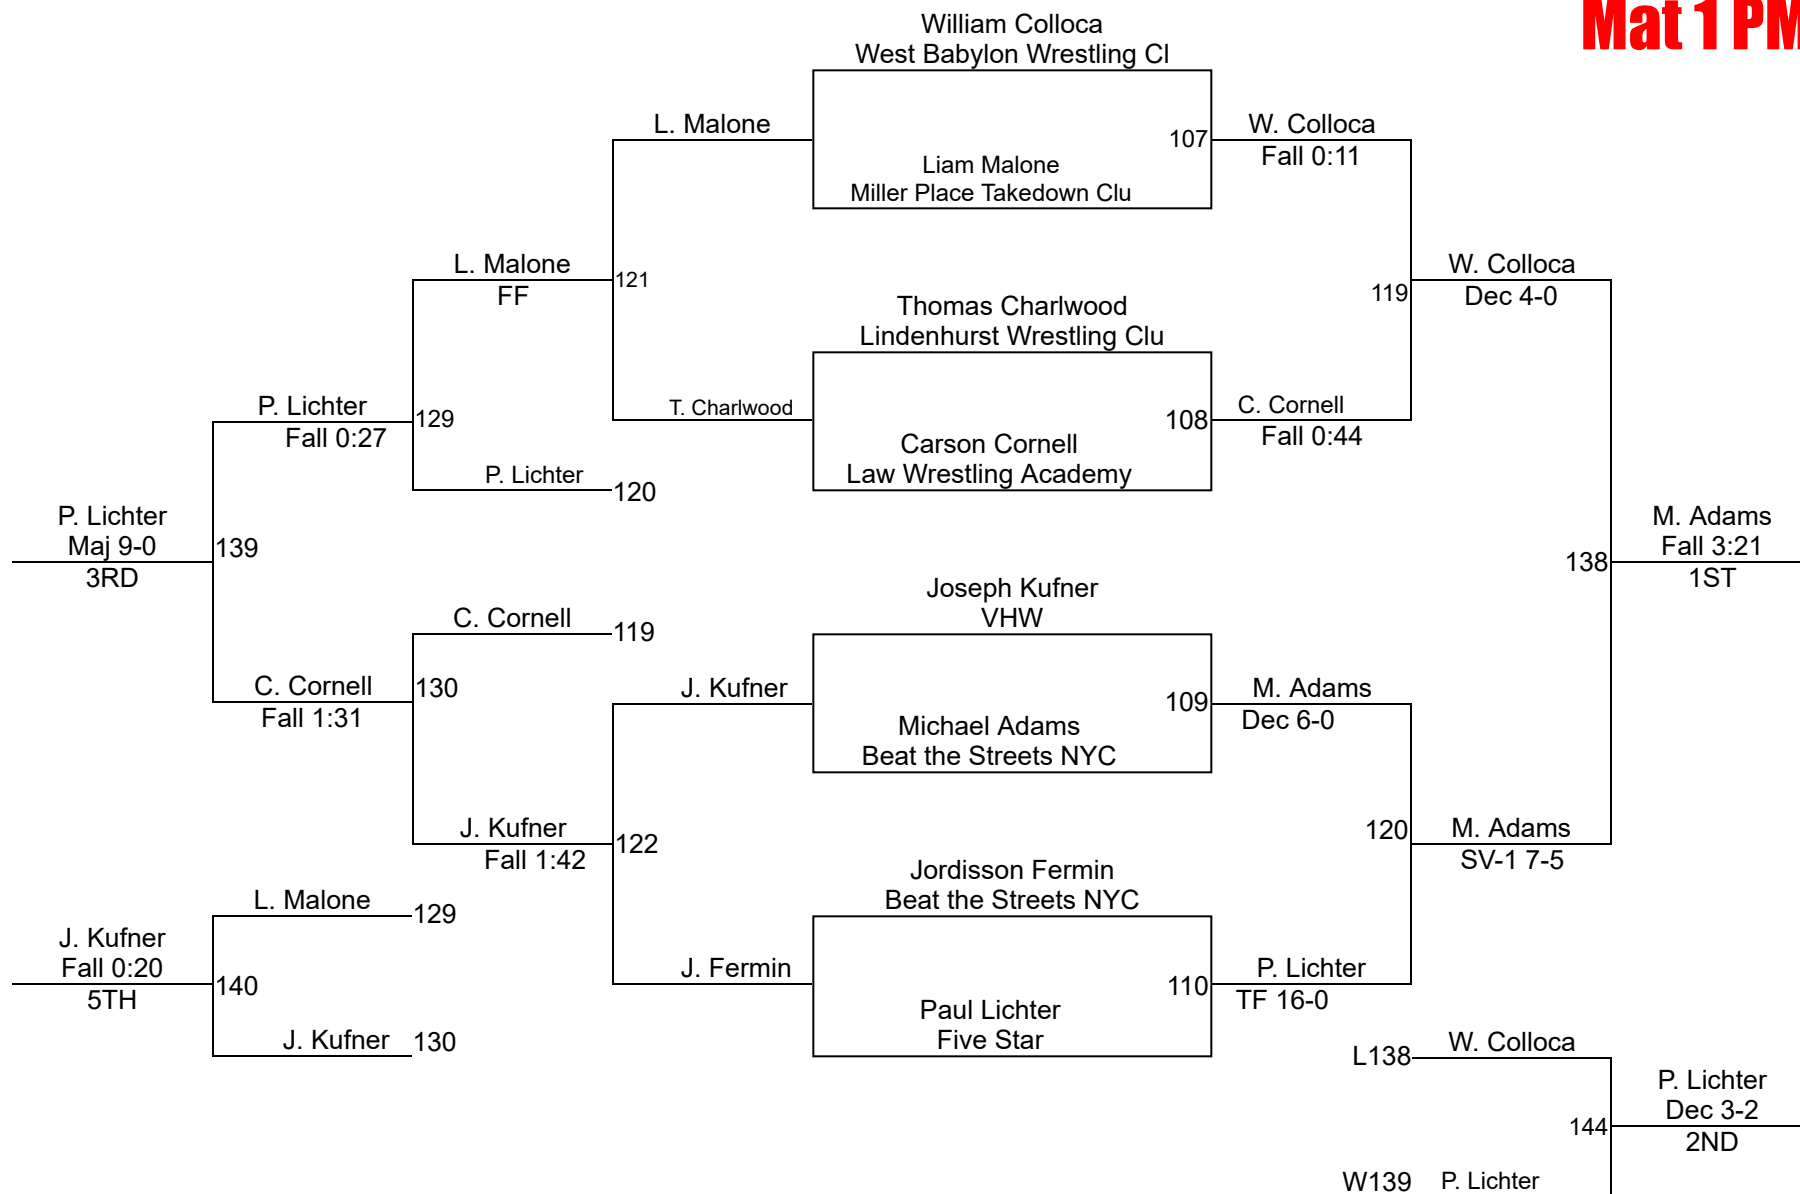 Mat 1 PM
William Colloca
West Babylon Wrestling Cl
L. Malone
107
W. Colloca
Fall 0:11
Liam Malone
Miller Place Takedown Clu
L. Malone
FF
121
119
W. Colloca
Dec 4-0
Thomas Charlwood
Lindenhurst Wrestling Clu
P. Lichter
Fall 0:27
129
T. Charlwood
108
C. Cornell
Fall 0:44
Carson Cornell
Law Wrestling Academy
P. Lichter
120
P. Lichter
Maj 9-0
3RD
139
138
M. Adams
Fall 3:21
1ST
Joseph Kufner
VHW
C. Cornell
119
C. Cornell
Fall 1:31
130
J. Kufner
109
M. Adams
Dec 6-0
Michael Adams
Beat the Streets NYC
J. Kufner
Fall 1:42
122
120
M. Adams
SV-1 7-5
Jordisson Fermin
Beat the Streets NYC
L. Malone
129
J. Kufner
Fall 0:20
5TH
140
J. Fermin
110
P. Lichter
TF 16-0
Paul Lichter
Five Star
J. Kufner
130
L138
W. Colloca
144
P. Lichter
Dec 3-2
2ND
W139
P. Lichter